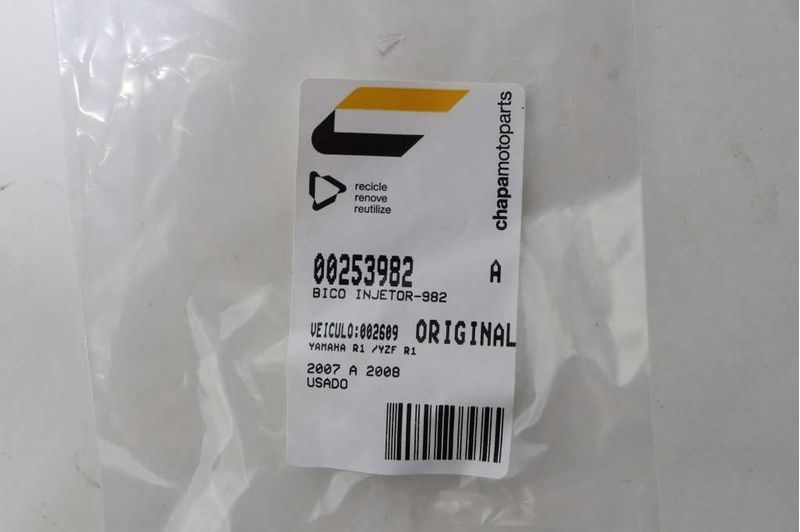 chapamotoparts
recicle
renove
reutilize
00253982 A
BICO INJETOR-982
VEICULO:002609 ORIGINAL
YAMAHA R1 /YZF R1
2007 A 2008
USADO